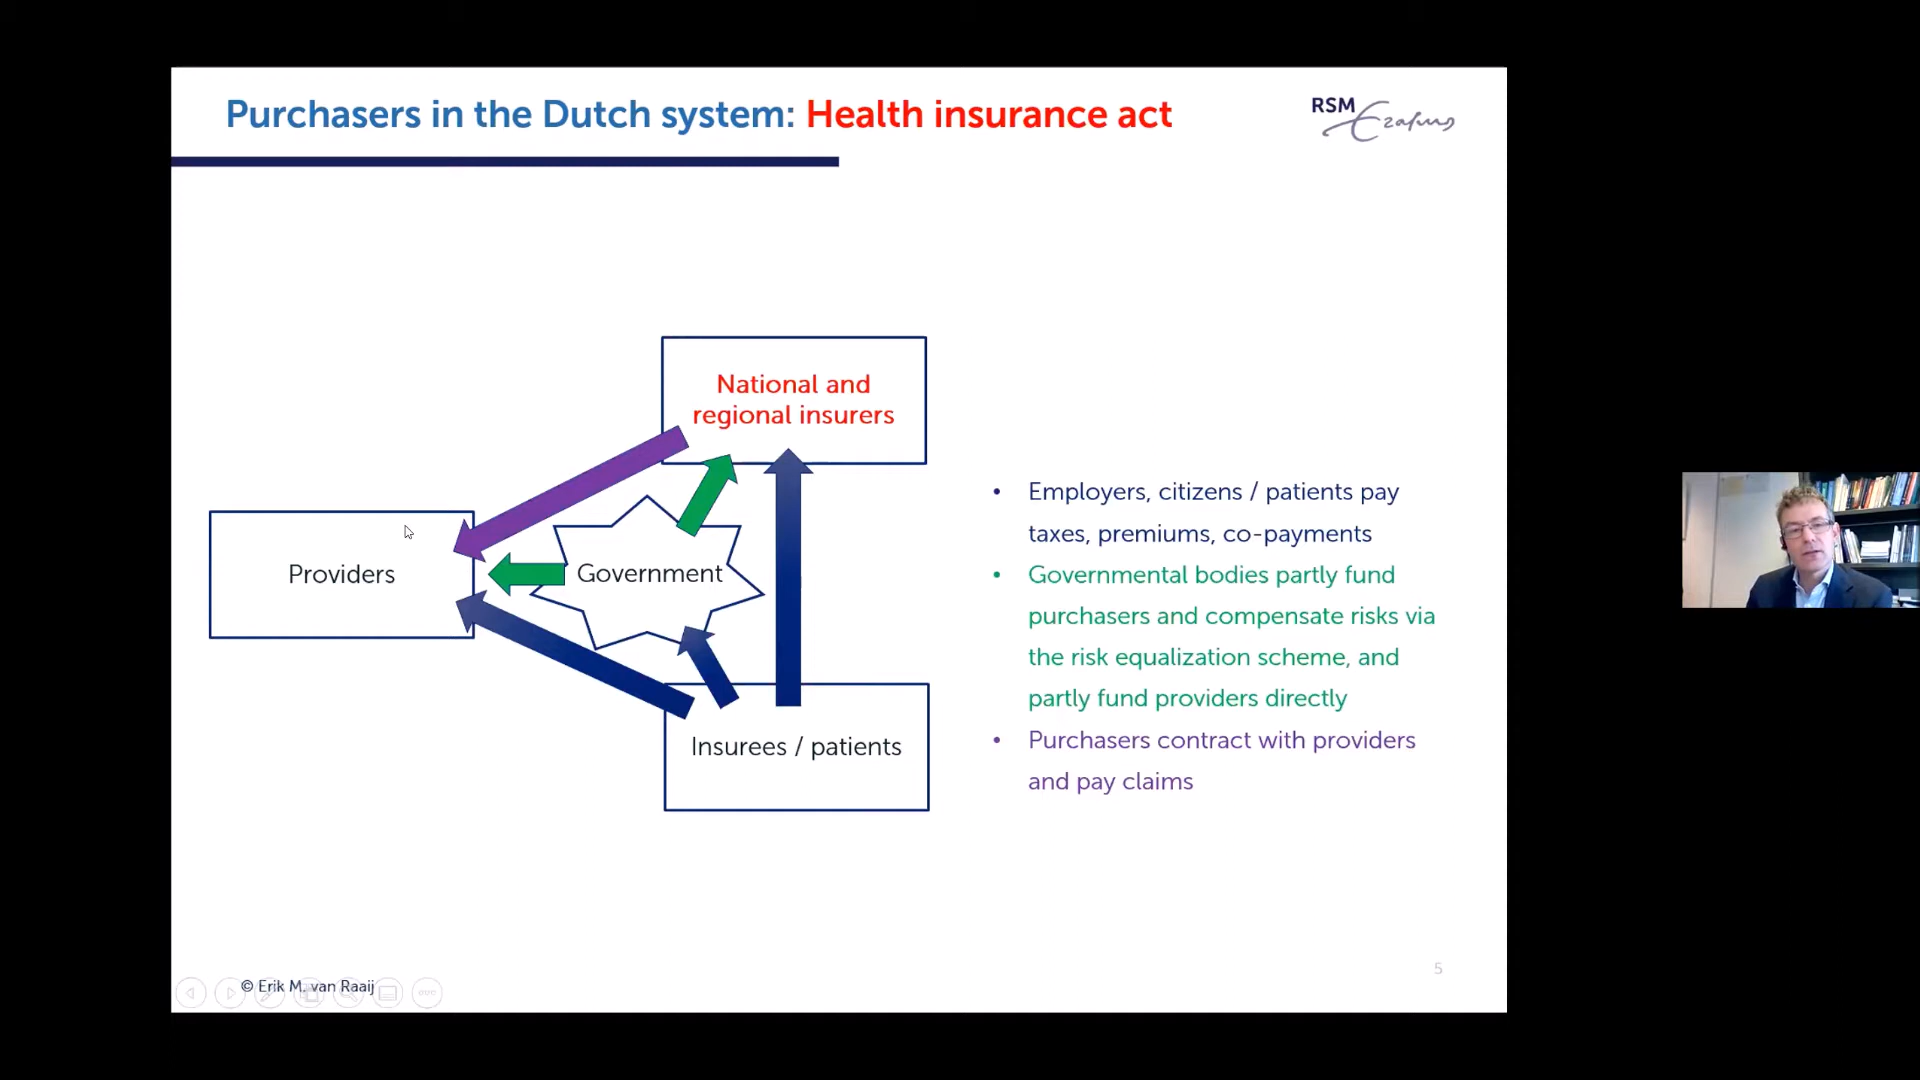 Purchasers in the Dutch system: Health insurance act
RSM
Erasmus
National and
regional insurers
Providers
Government
Insurees / patients
• Employers, citizens / patients pay
taxes, premiums, co-payments
• Governmental bodies partly fund
purchasers and compensate risks via
the risk equalization scheme, and
partly fund providers directly
• Purchasers contract with providers
and pay claims
© Erik M. van Raaij
5